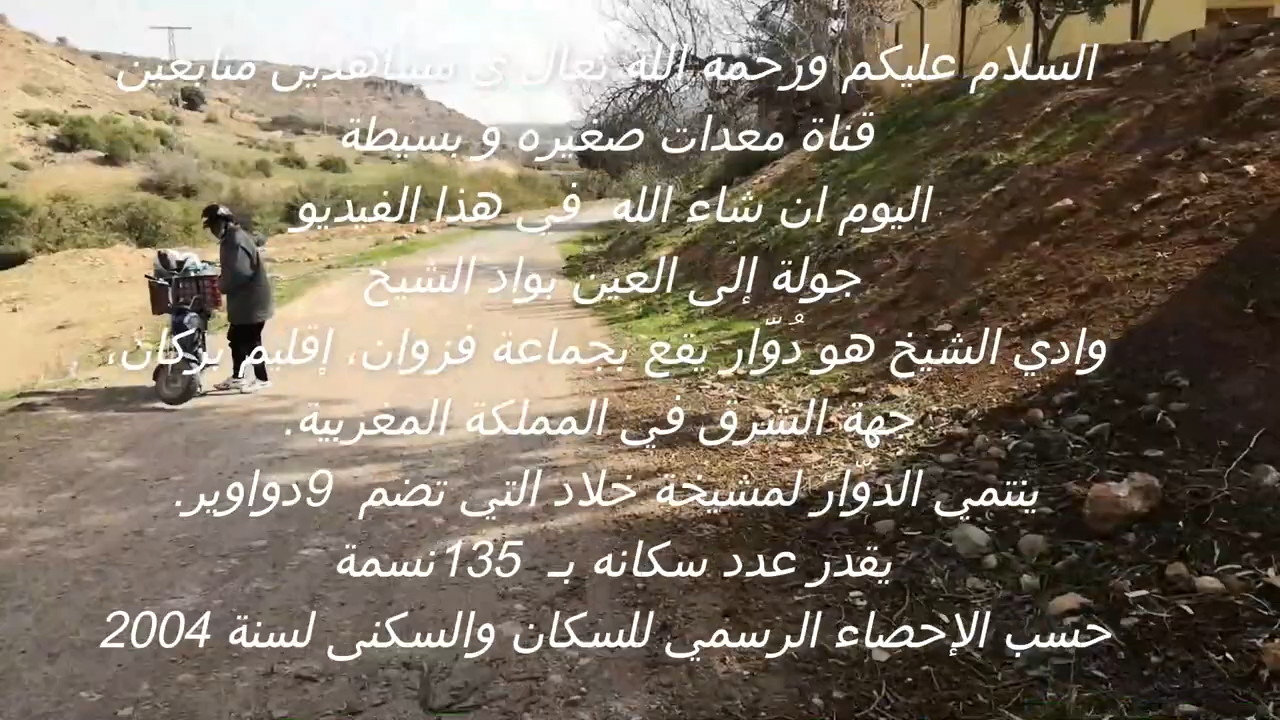 السلام عليكم ورحمه الله تعالى ي مشاهدين متابعين
قناة معدات صغيره و بسيطة
اليوم ان شاء الله في هذا الفيديو
جولة إلى العين بواد الشيخ
وادي الشيخ هو دُوّار يقع بجماعة فزوان، إقليم بركان،
جهة الشرق في المملكة المغربية.
ينتمي الدوّار لمشيخة خلاد التي تضم 9دواوير.
يقدر عدد سكانه بـ 135نسمة
حسب الإحصاء الرسمي للسكان والسكنى لسنة 2004